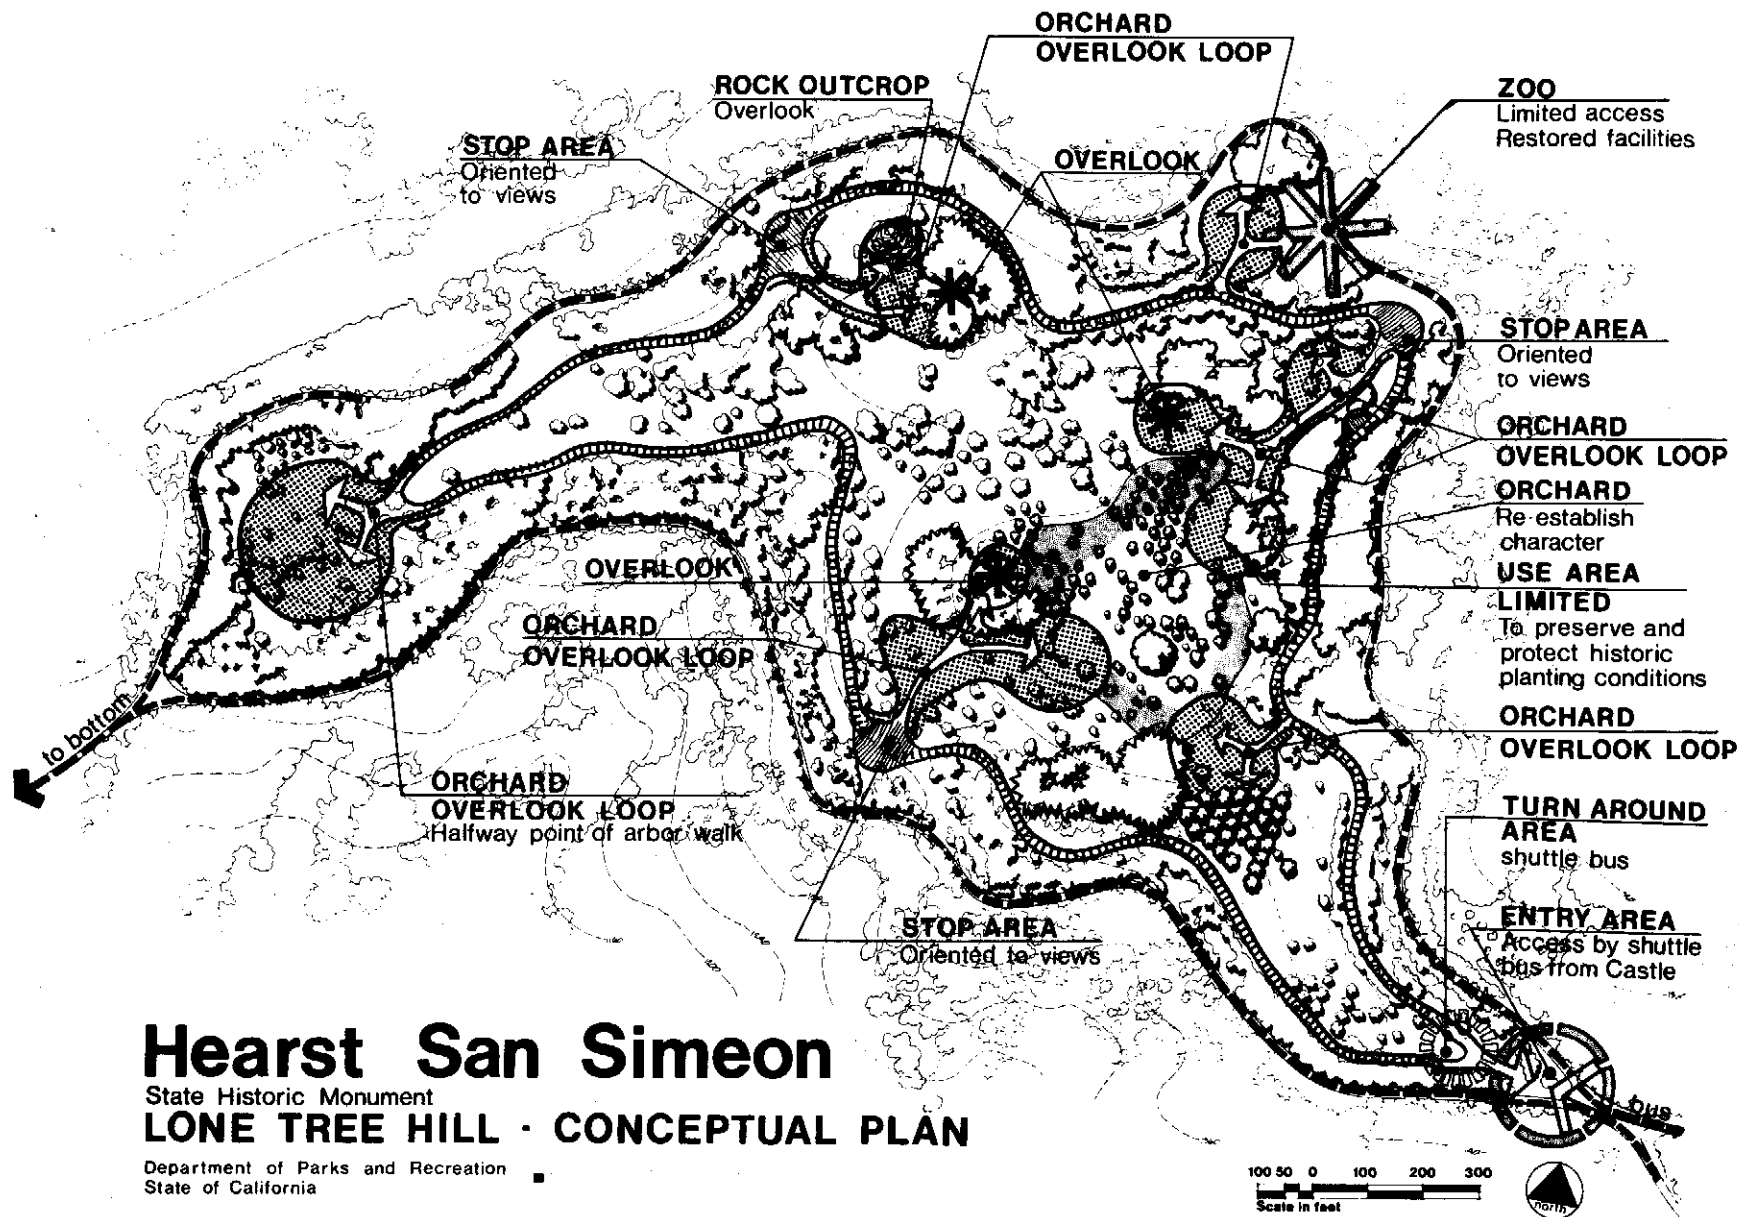 ORCHARD
OVERLOOK LOOP
ROCK OUTCROP
Overlook
ZOO
Limited access
Restored facilities
STOP AREA
Oriented
to views
OVERLOOK
STOP AREA
Oriented
to views
ORCHARD
OVERLOOK LOOP
ORCHARD
Re-establish
character
OVERLOOK
USE AREA
LIMITED
To preserve and
protect historic
planting conditions
ORCHARD
OVERLOOK LOOP
ORCHARD
OVERLOOK LOOP
to bottom
ORCHARD
OVERLOOK LOOP
Halfway point of arbor walk
TURN AROUND
AREA
shuttle bus
STOP AREA
Oriented to views
ENTRY AREA
Access by shuttle
bus from Castle
bus
Hearst San Simeon
State Historic Monument
LONE TREE HILL · CONCEPTUAL PLAN
Department of Parks and Recreation
State of California
100 50 0 100 200 300
Scale in feet
north